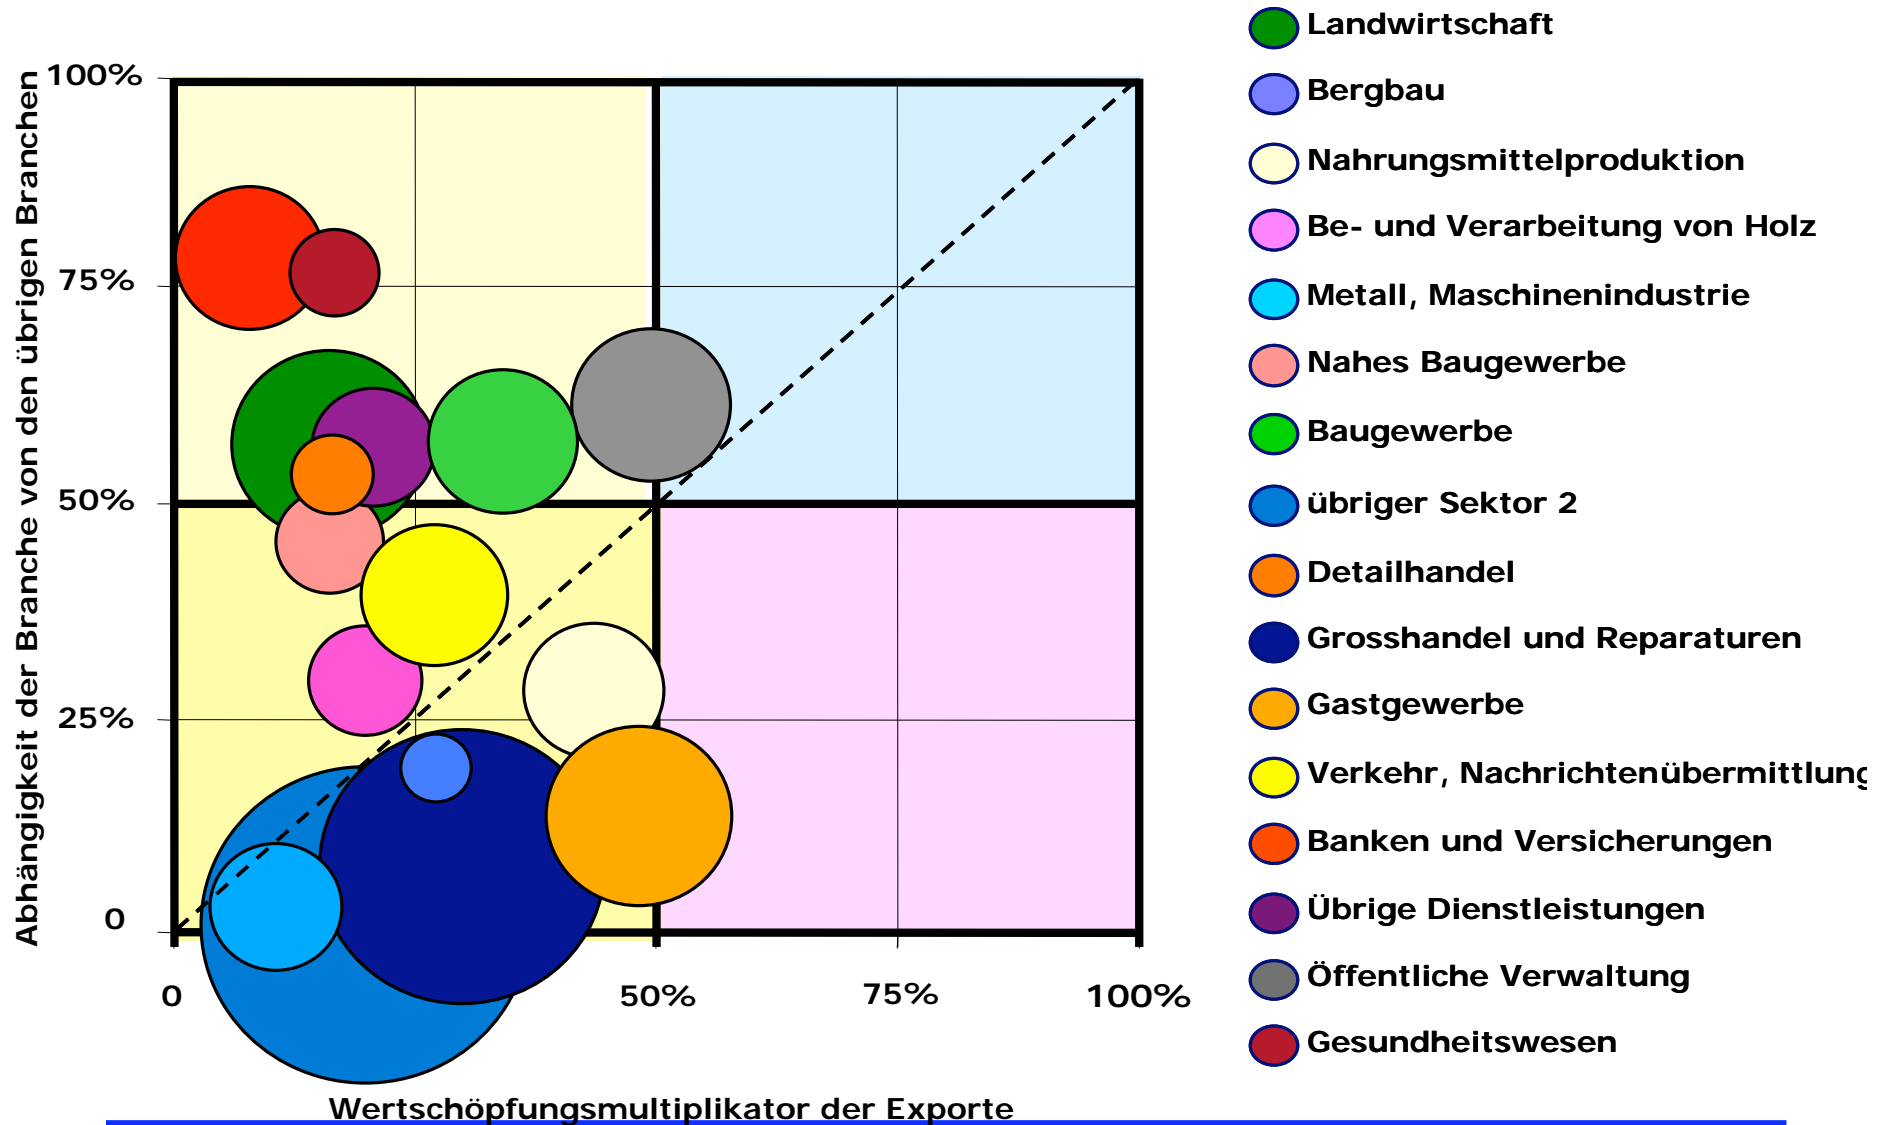 Abhängigkeit der Branche von den übrigen Branchen
100%
75%
50%
25%
0
0
50%
75%
100%
Wertschöpfungsmultiplikator der Exporte
Landwirtschaft
Bergbau
Nahrungsmittelproduktion
Be- und Verarbeitung von Holz
Metall, Maschinenindustrie
Nahes Baugewerbe
Baugewerbe
übriger Sektor 2
Detailhandel
Grosshandel und Reparaturen
Gastgewerbe
Verkehr, Nachrichtenübermittlung
Banken und Versicherungen
Übrige Dienstleistungen
Öffentliche Verwaltung
Gesundheitswesen